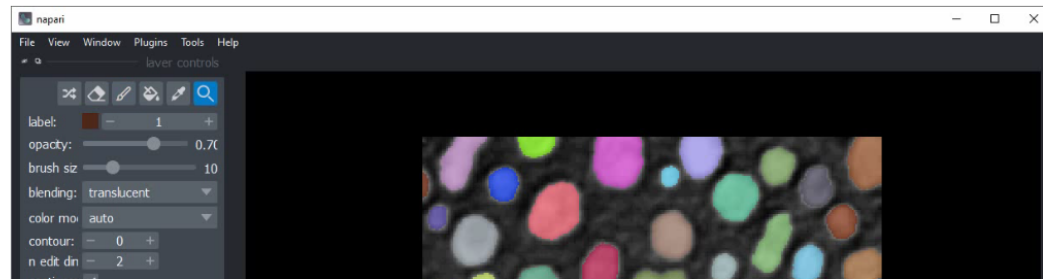 napari
File View Window Plugins Tools Help
layer controls
label: 1
opacity: 0.70
brush siz 10
blending: translucent
color mo auto
contour: 0
n edit din 2